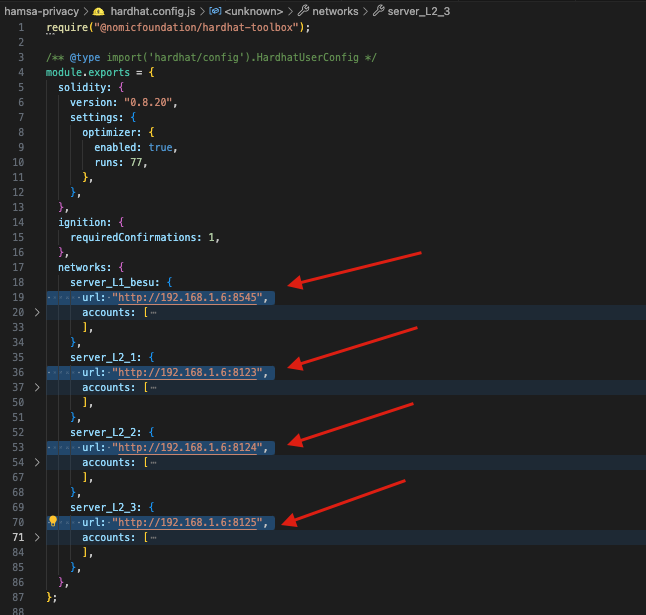 hamsa-privacy > hardhat.config.js > <unknown> > networks > server_L2_3
1 require("@nomicfoundation/hardhat-toolbox");
2
3 /** @type import('hardhat/config').HardhatUserConfig */
4 module.exports = {
5 solidity: {
6 version: "0.8.20",
7 settings: {
8 optimizer: {
9 enabled: true,
10 runs: 77,
11 },
12 },
13 },
14 ignition: {
15 requiredConfirmations: 1,
16 },
17 networks: {
18 server_L1_besu: {
19 url: "http://192.168.1.6:8545",
20 accounts: [⋯
33 ],
34 },
35 server_L2_1: {
36 url: "http://192.168.1.6:8123",
37 accounts: [⋯
50 ],
51 },
52 server_L2_2: {
53 url: "http://192.168.1.6:8124",
54 accounts: [⋯
67 ],
68 },
69 server_L2_3: {
70 url: "http://192.168.1.6:8125",
71 accounts: [⋯
84 ],
85 },
86 },
87 };
88